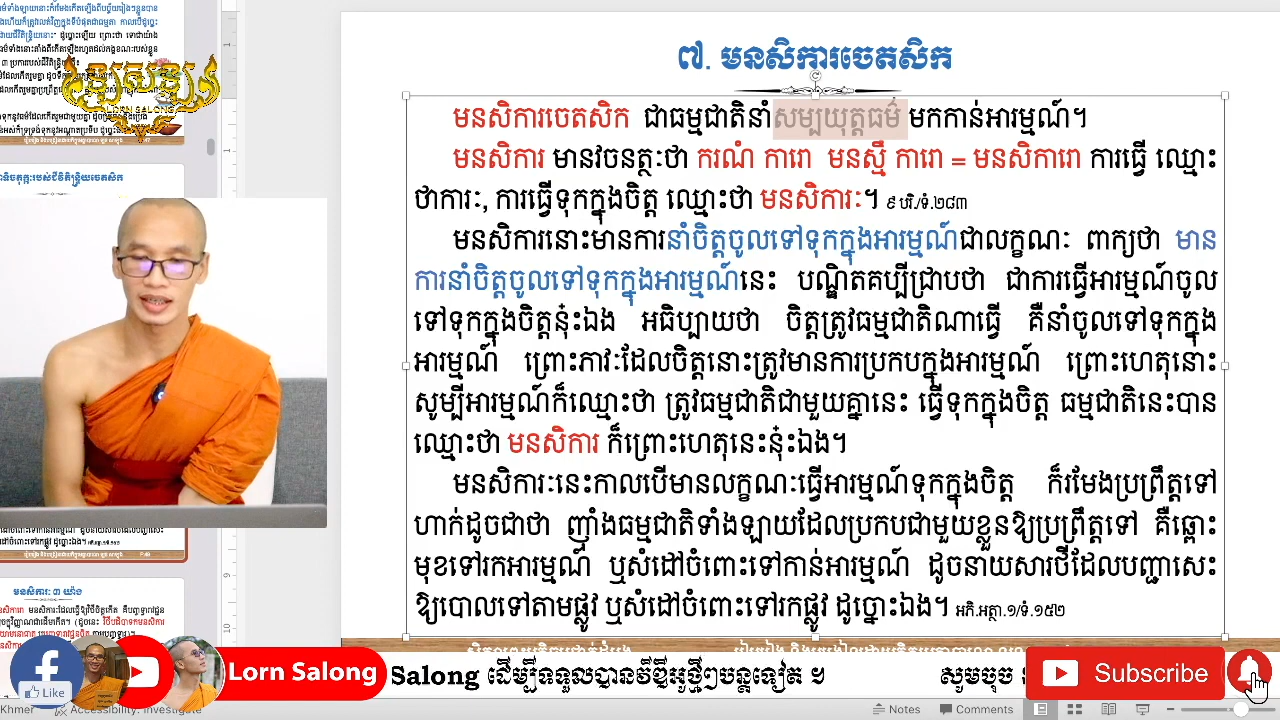 ៧. មនសិការចេតសិក
មនសិការចេតសិក ជាធម្មជាតិនាំសម្បយុត្តធម៌ មកកាន់អារម្មណ៍។
មនសិការ មានវចនត្ថៈថា ករណំ ការោ មនស្មឹ ការោ = មនសិការោ ការធ្វើ ឈ្មោះ
ថាការៈ, ការធ្វើទុកក្នុងចិត្ត ឈ្មោះថា មនសិការៈ។ ៩ បរិ./ទំ.២៨៣
មនសិការនោះមានការនាំចិត្តចូលទៅទុកក្នុងអារម្មណ៍ជាលក្ខណៈ ពាក្យថា មាន
ការនាំចិត្តចូលទៅទុកក្នុងអារម្មណ៍នេះ បណ្ឌិតគប្បីជ្រាបថា ជាការធ្វើអារម្មណ៍ចូល
ទៅទុកក្នុងចិត្តនុ៎ះឯង អធិប្បាយថា ចិត្តត្រូវធម្មជាតិណាធ្វើ គឺនាំចូលទៅទុកក្នុង
អារម្មណ៍ ព្រោះភាវៈដែលចិត្តនោះត្រូវមានការប្រកបក្នុងអារម្មណ៍ ព្រោះហេតុនោះ
សូម្បីអារម្មណ៍ក៏ឈ្មោះថា ត្រូវធម្មជាតិជាមួយគ្នានេះ ធ្វើទុកក្នុងចិត្ត ធម្មជាតិនេះបាន
ឈ្មោះថា មនសិការ ក៏ព្រោះហេតុនេះនុ៎ះឯង។
មនសិការៈនេះកាលបើមានលក្ខណៈធ្វើអារម្មណ៍ទុកក្នុងចិត្ត ក៏រមែងប្រព្រឹត្តទៅ
ហាក់ដូចជាថា ញ៉ាំងធម្មជាតិទាំងឡាយដែលប្រកបជាមួយខ្លួនឱ្យប្រព្រឹត្តទៅ គឺឆ្ពោះ
មុខទៅរកអារម្មណ៍ ឬសំដៅចំពោះទៅកាន់អារម្មណ៍ ដូចនាយសារថីដែលបញ្ជាសេះ
ឱ្យបោលទៅតាមផ្លូវ ឬសំដៅចំពោះទៅរកផ្លូវ ដូច្នោះឯង។ អភិ.អត្ថា.១/ទំ.១៥២
មនសិការៈ ៣ យ៉ាង
LORN SALONG
Like
Lorn Salong
Salong ដើម្បីទទួលបានវីឌីអូថ្មីៗបន្តទៀត ។
សូមចុច
Subscribe
Khmer
Accessibility: Investigate
Notes
Comments